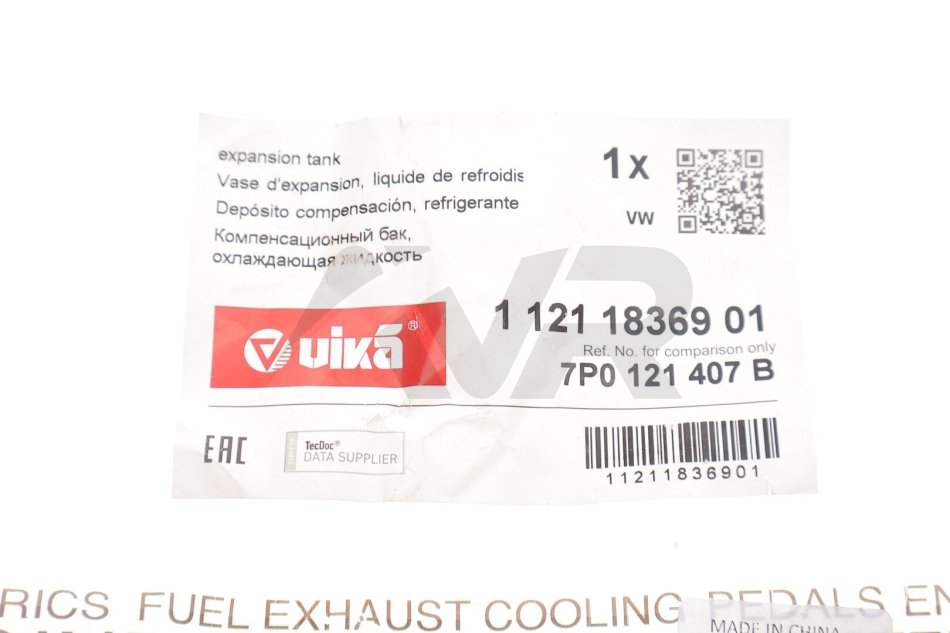 expansion tank
Vase d'expansion, liquide de refroidis
Depósito compensación, refrigerante
Компенсационный бак,
охлаждающая жидкость
1x
VW
viká®
1 121 18369 01
Ref. No. for comparison only
7P0 121 407 B
EAC
TecDoc®
DATA SUPPLIER
11211836901
RICS FUEL EXHAUST COOLING PEDALS EN
MADE IN CHINA